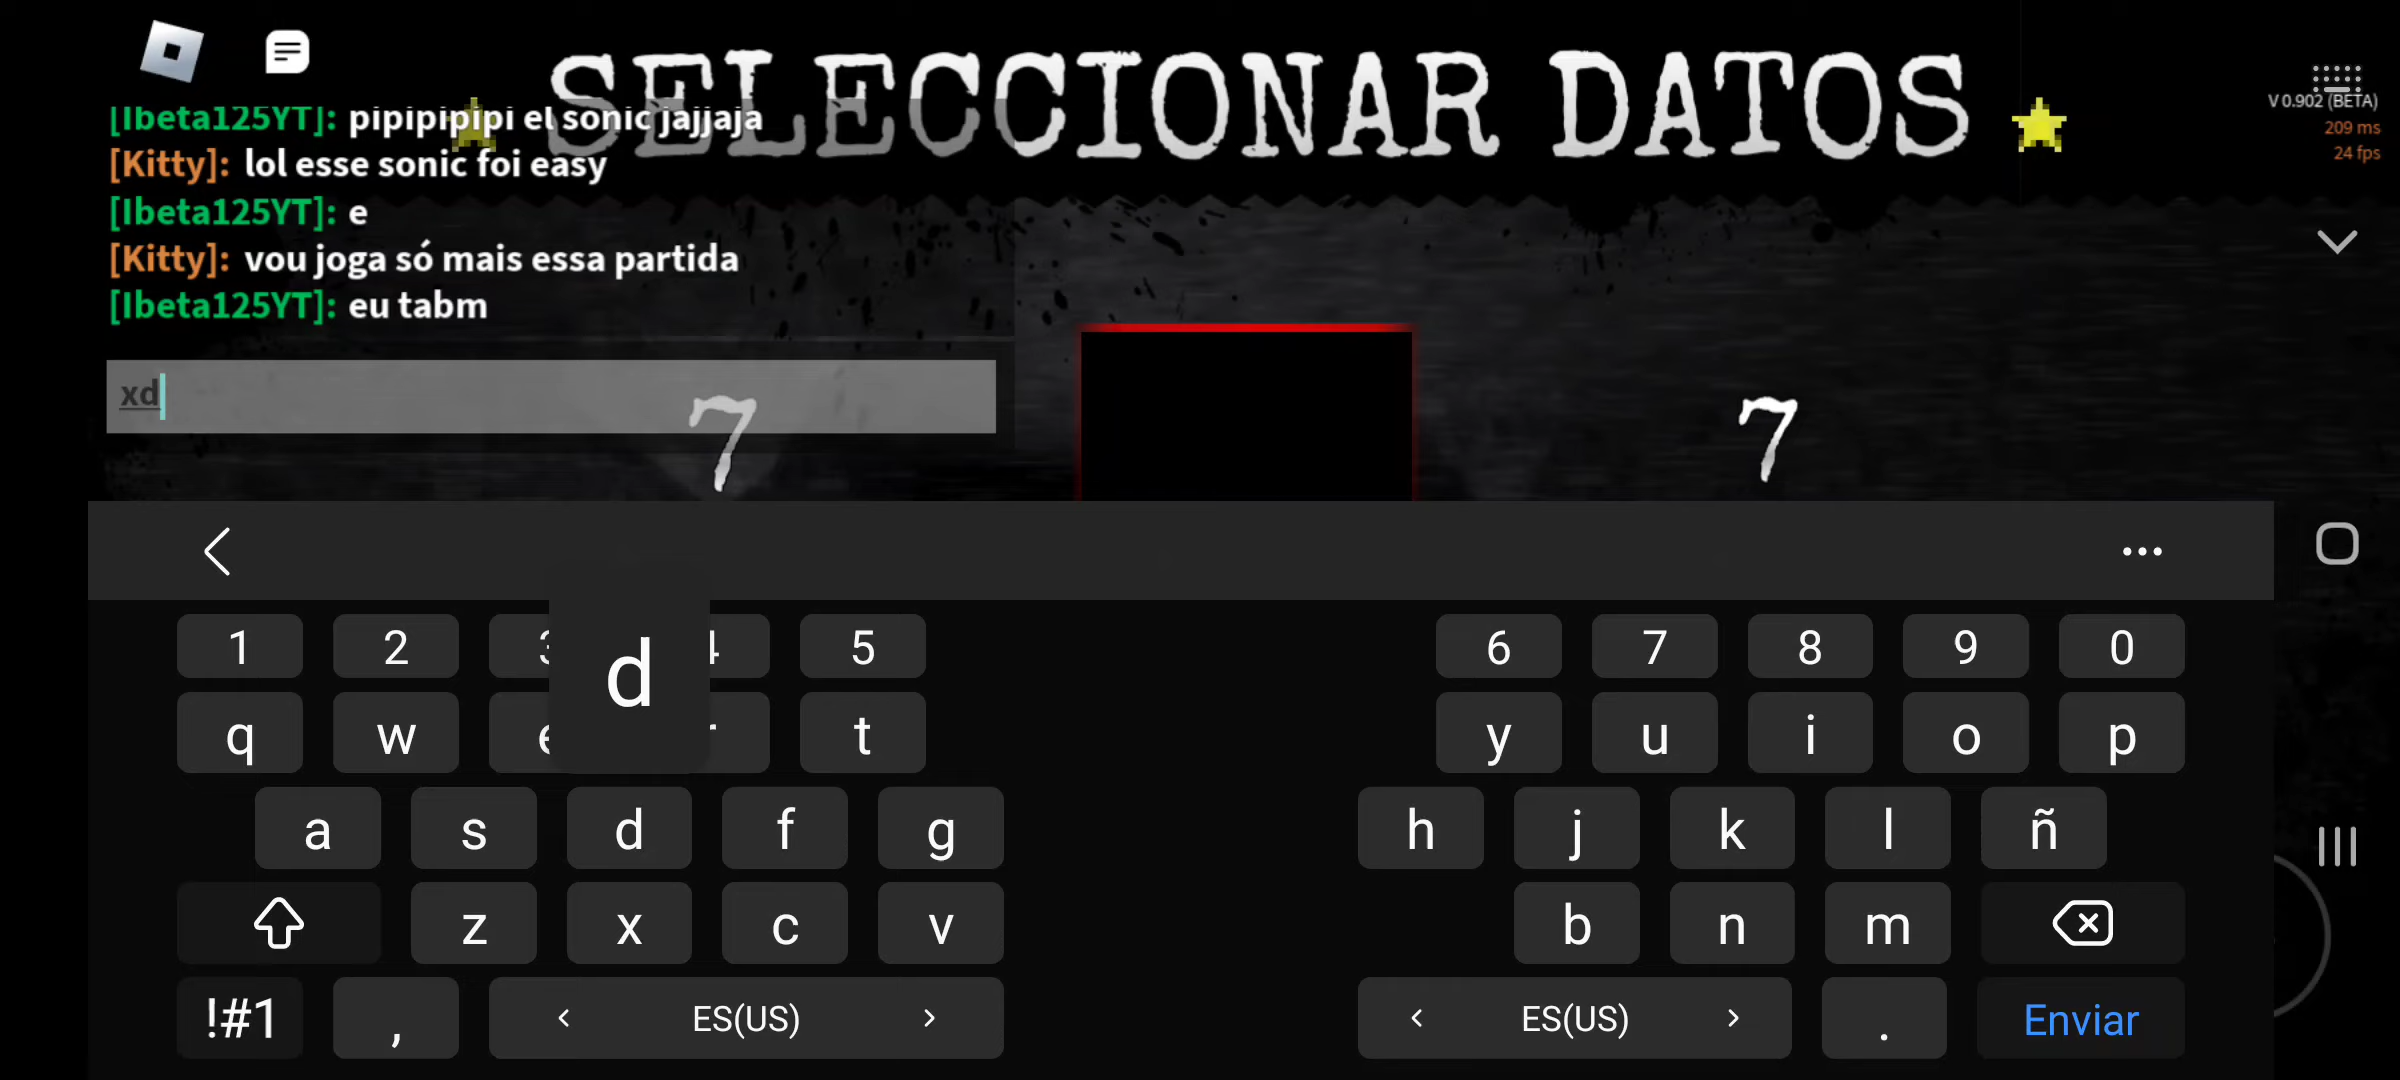 SELECCIONAR DATOS
V 0.902 (BETA)
209 ms
24 fps
[Ibeta125YT]: pipipipipi el sonic jajjaja
[Kitty]: lol esse sonic foi easy
[Ibeta125YT]: e
[Kitty]: vou joga só mais essa partida
[Ibeta125YT]: eu tabm
xd
7 7
1 2 3 4 5 6 7 8 9 0
d
q w e r t y u i o p
a s d f g h j k l ñ
z x c v b n m
!#1 , < ES(US) > < ES(US) > . Enviar